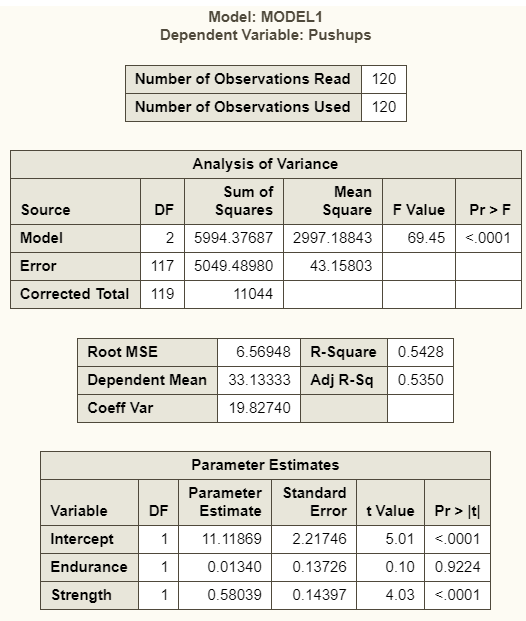 Model: MODEL1
Dependent Variable: Pushups
Number of Observations Read 120
Number of Observations Used 120
Analysis of Variance
Source DF Sum of Squares Mean Square F Value Pr > F
Model 2 5994.37687 2997.18843 69.45 <.0001
Error 117 5049.48980 43.15803
Corrected Total 119 11044
Root MSE 6.56948 R-Square 0.5428
Dependent Mean 33.13333 Adj R-Sq 0.5350
Coeff Var 19.82740
Parameter Estimates
Variable DF Parameter Estimate Standard Error t Value Pr > |t|
Intercept 1 11.11869 2.21746 5.01 <.0001
Endurance 1 0.01340 0.13726 0.10 0.9224
Strength 1 0.58039 0.14397 4.03 <.0001